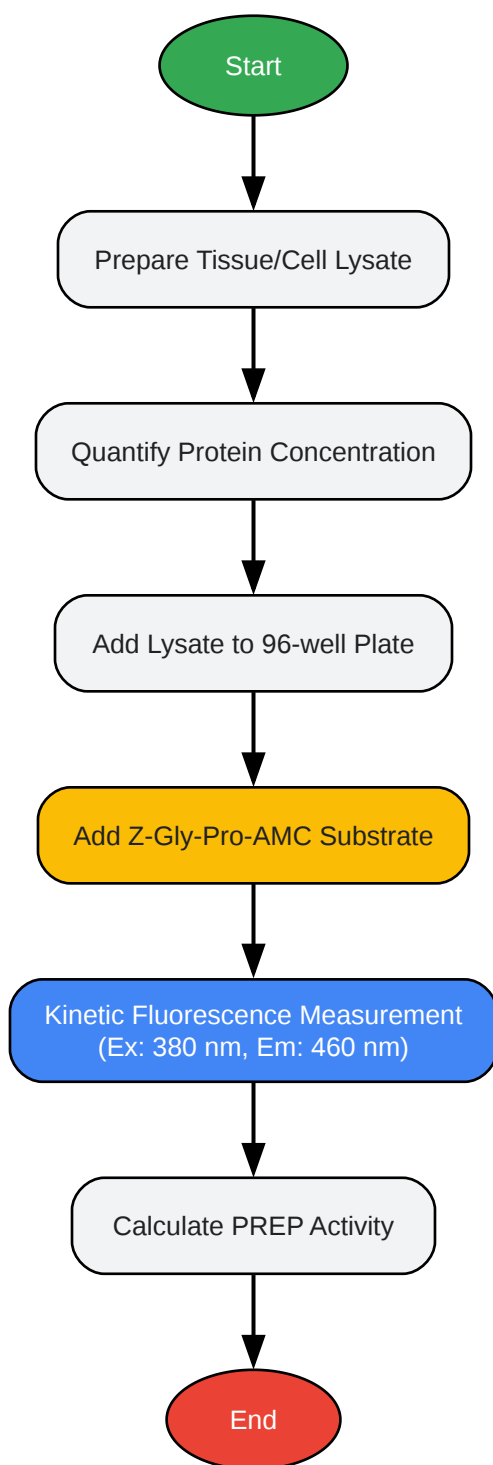 Start
Prepare Tissue/Cell Lysate
Quantify Protein Concentration
Add Lysate to 96-well Plate
Add Z-Gly-Pro-AMC Substrate
Kinetic Fluorescence Measurement
(Ex: 380 nm, Em: 460 nm)
Calculate PREP Activity
End